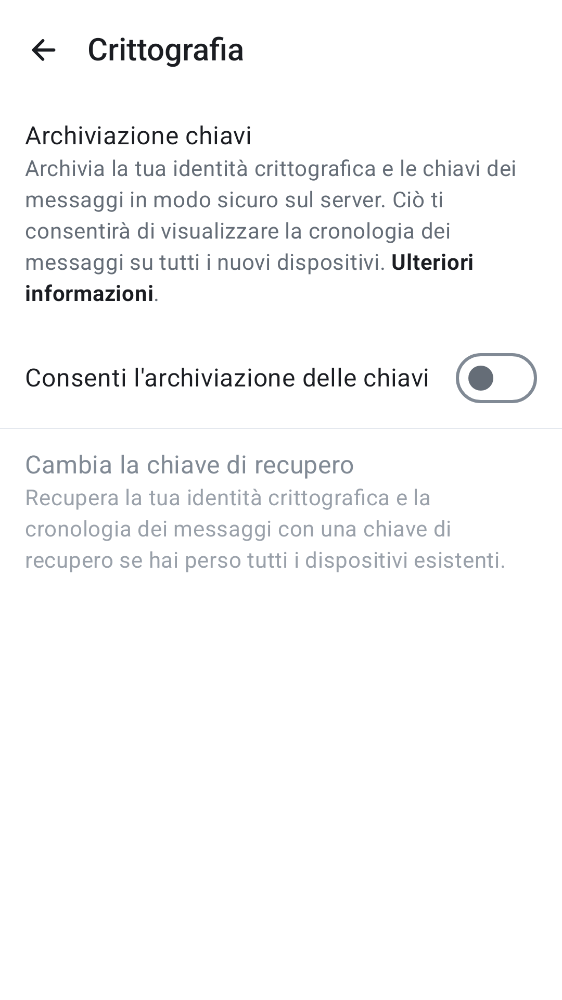 Crittografia
Archiviazione chiavi
Archivia la tua identità crittografica e le chiavi dei
messaggi in modo sicuro sul server. Ciò ti
consentirà di visualizzare la cronologia dei
messaggi su tutti i nuovi dispositivi. Ulteriori
informazioni.
Consenti l'archiviazione delle chiavi
Cambia la chiave di recupero
Recupera la tua identità crittografica e la
cronologia dei messaggi con una chiave di
recupero se hai perso tutti i dispositivi esistenti.